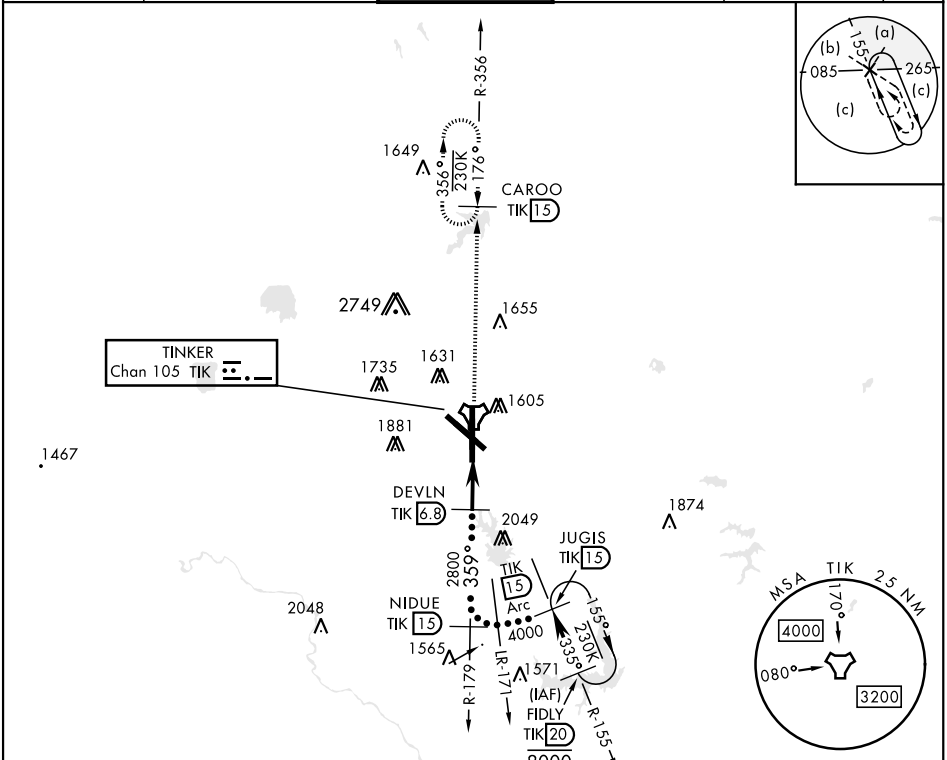 R-356
1649
356°
230K
176°
CAROO
TIK 15
155
(a)
(b)
085
265
(c)
(c)
2749
1655
TINKER
Chan 105 TIK
1735
1631
1605
1881
1467
DEVLN
TIK 6.8
2049
1874
JUGIS
TIK 15
2800
359°
TIK
15
Arc
4000
NIDUE
TIK 15
2048
1565
155°
230K
335°
1571
R-179
LR-171
(IAF)
FIDLY
TIK 20
8000
R-155
MSA TIK 25 NM
170°
4000
080°
3200